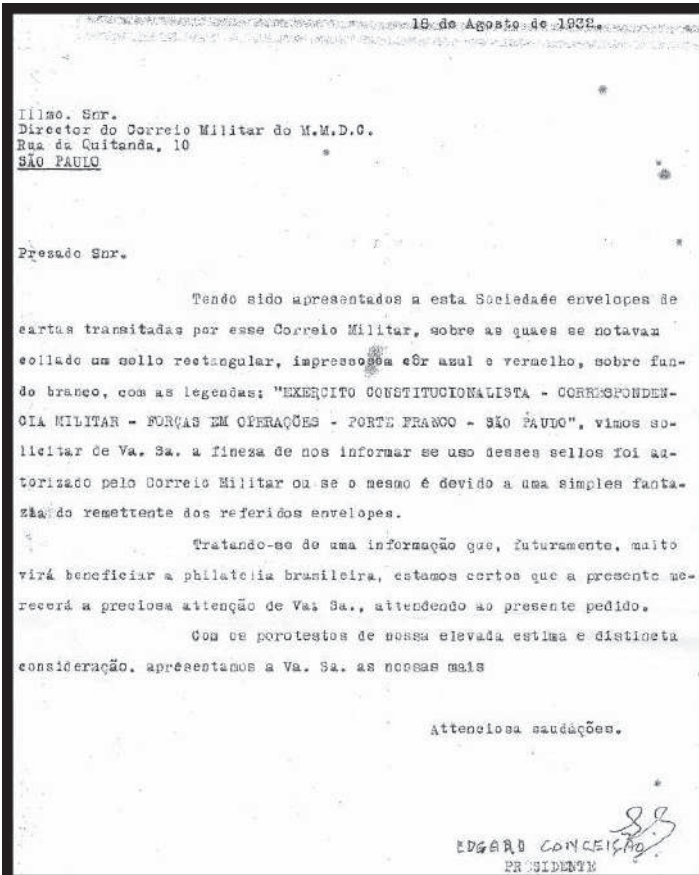 18 de Agosto de 1932.
Illmo. Snr.
Director do Correio Militar do M.M.D.C.
Rua da Quitanda, 10
SÃO PAULO
Presado Snr.
Tendo sido apresentados a esta Sociedade envelopes de
cartas transitadas por esse Correio Militar, sobre as quaes se notavam
collado um sello rectangular, impresso em côr azul e vermelho, sobre fun-
do branco, com as legendas: "EXERCITO CONSTITUCIONALISTA - CORRESPONDEN-
CIA MILITAR - FORÇAS EM OPERAÇÕES - PORTE FRANCO - SÃO PAULO", vimos so-
licitar de Va. Sa. a fineza de nos informar se uso desses sellos foi au-
torizado pelo Correio Militar ou se o mesmo é devido a uma simples fanta-
zia do remettente dos referidos envelopes.
Tratando-se de uma informação que, futuramente, muito
virá beneficiar a philatelia brasileira, estamos certos que a presente me-
recerá a preciosa attenção de Va. Sa., attendendo ao presente pedido.
Com os porotestos de nossa elevada estima e distincta
consideração, apresentamos a Va. Sa. as nossas mais
Attenciosa saudações.
EDGARD CONCEIÇÃO
PRESIDENTE